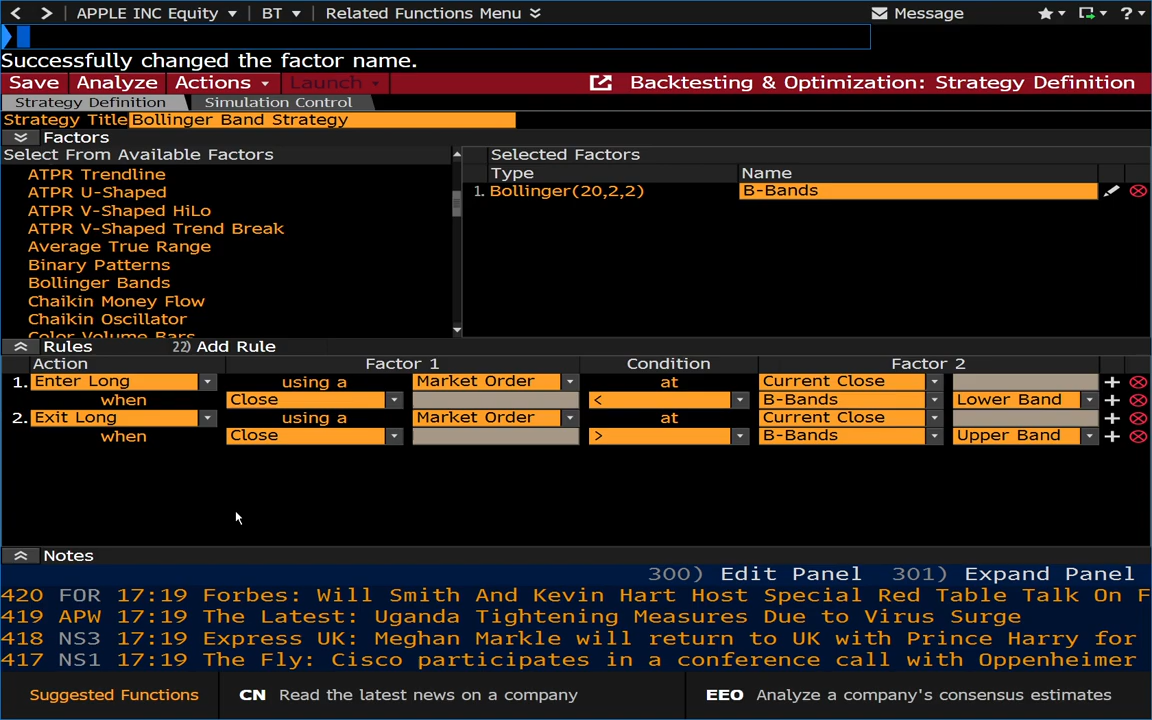 APPLE INC Equity BT Related Functions Menu Message ?
Successfully changed the factor name.
Save Analyze Actions Launch Backtesting & Optimization: Strategy Definition
Strategy Definition Simulation Control
Strategy Title Bollinger Band Strategy
Factors
Select From Available Factors Selected Factors
Type Name
ATPR Trendline
1. Bollinger(20,2,2) B-Bands
ATPR U-Shaped
ATPR V-Shaped HiLo
ATPR V-Shaped Trend Break
Average True Range
Binary Patterns
Bollinger Bands
Chaikin Money Flow
Chaikin Oscillator
Color Volume Bars
Rules 22) Add Rule
Action Factor 1 Condition Factor 2
1. Enter Long using a Market Order at Current Close
when Close < B-Bands Lower Band
2. Exit Long using a Market Order at Current Close
when Close > B-Bands Upper Band
Notes
300) Edit Panel 301) Expand Panel
420 FOR 17:19 Forbes: Will Smith And Kevin Hart Host Special Red Table Talk On F
419 APW 17:19 The Latest: Uganda Tightening Measures Due to Virus Surge
418 NS3 17:19 Express UK: Meghan Markle will return to UK with Prince Harry for
417 NS1 17:19 The Fly: Cisco participates in a conference call with Oppenheimer
Suggested Functions CN Read the latest news on a company EEO Analyze a company's consensus estimates